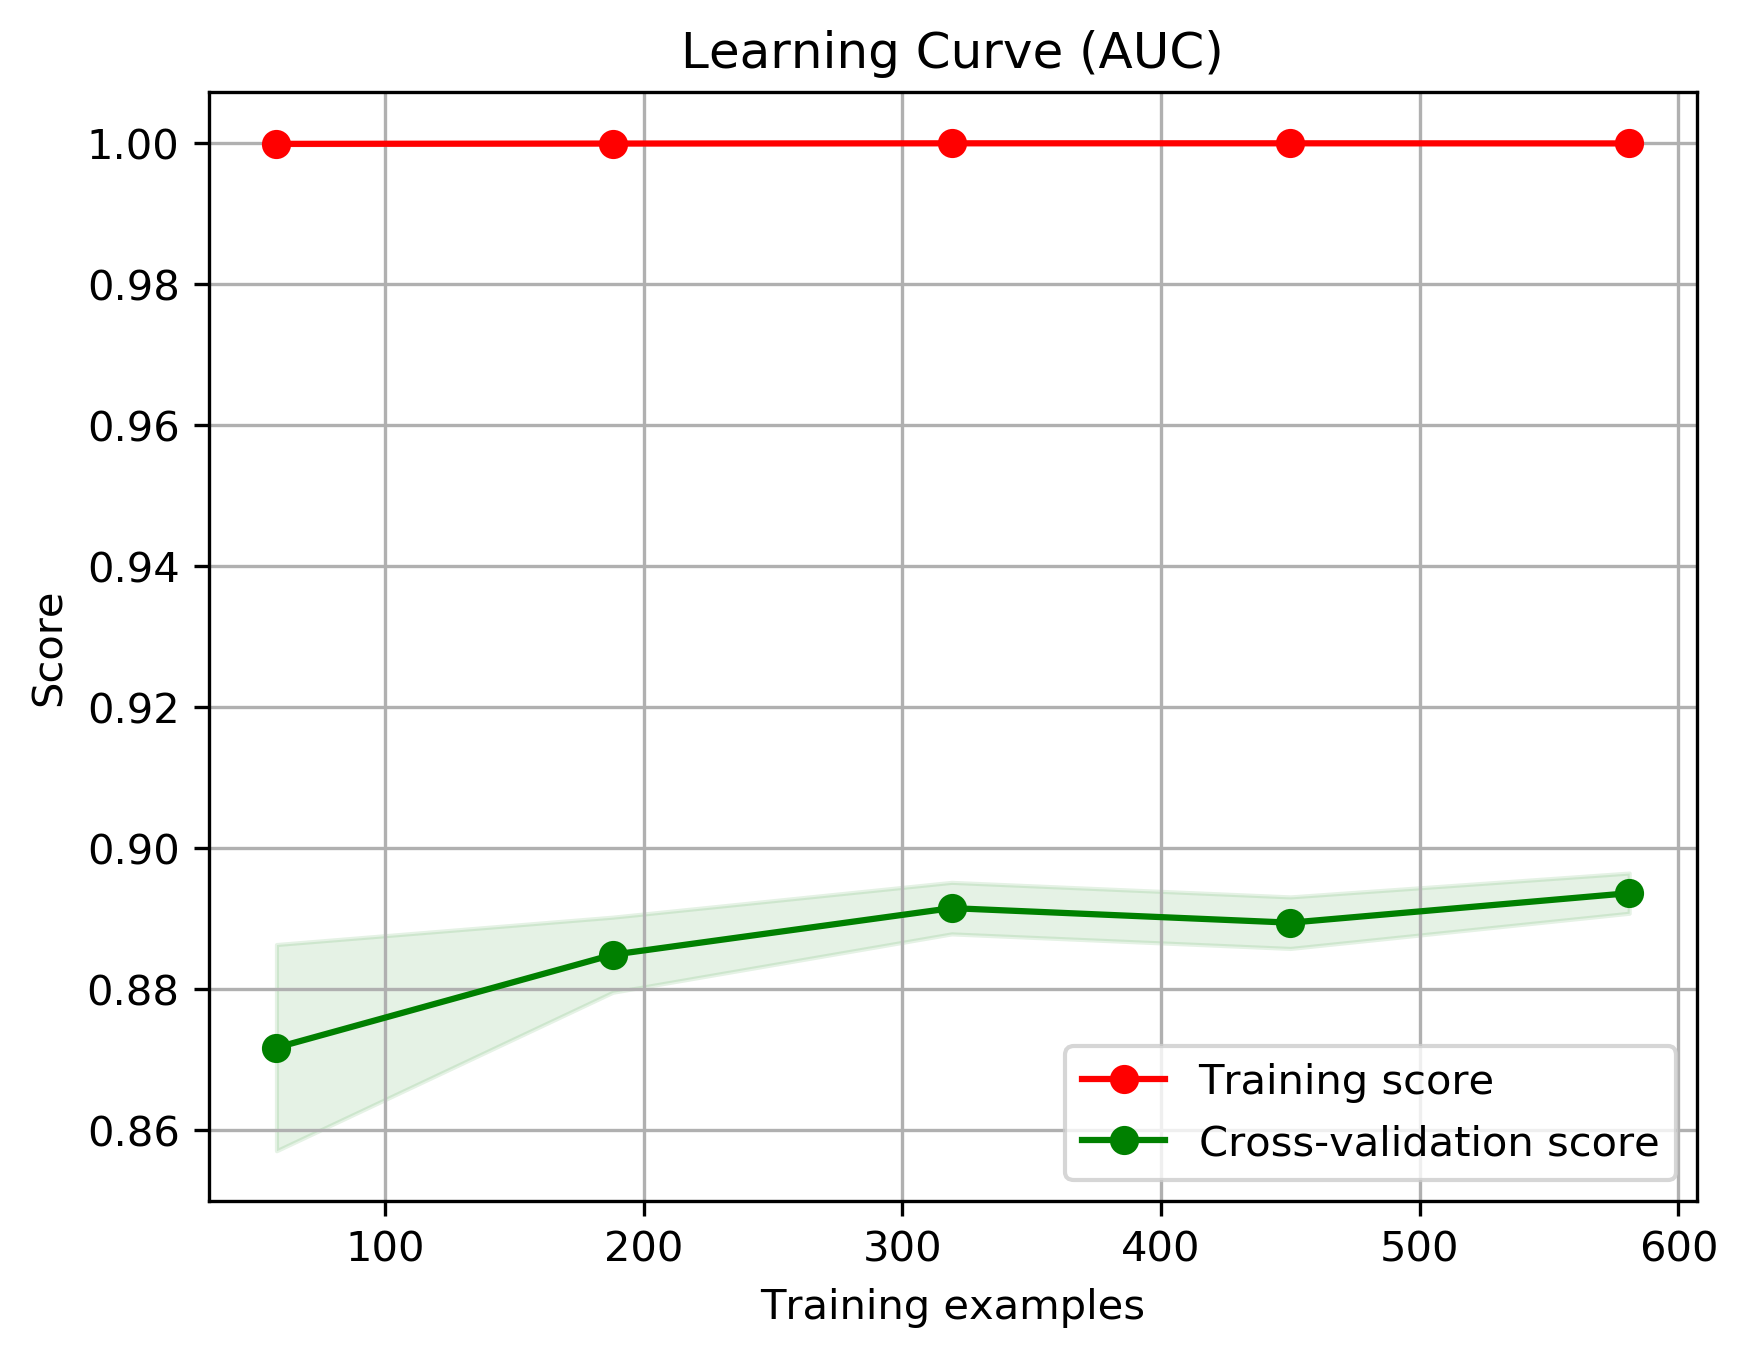 Learning Curve (AUC)
1.00
0.98
0.96
0.94
0.92
0.90
0.88
0.86
Score
Training score
Cross-validation score
100 200 300 400 500 600
Training examples